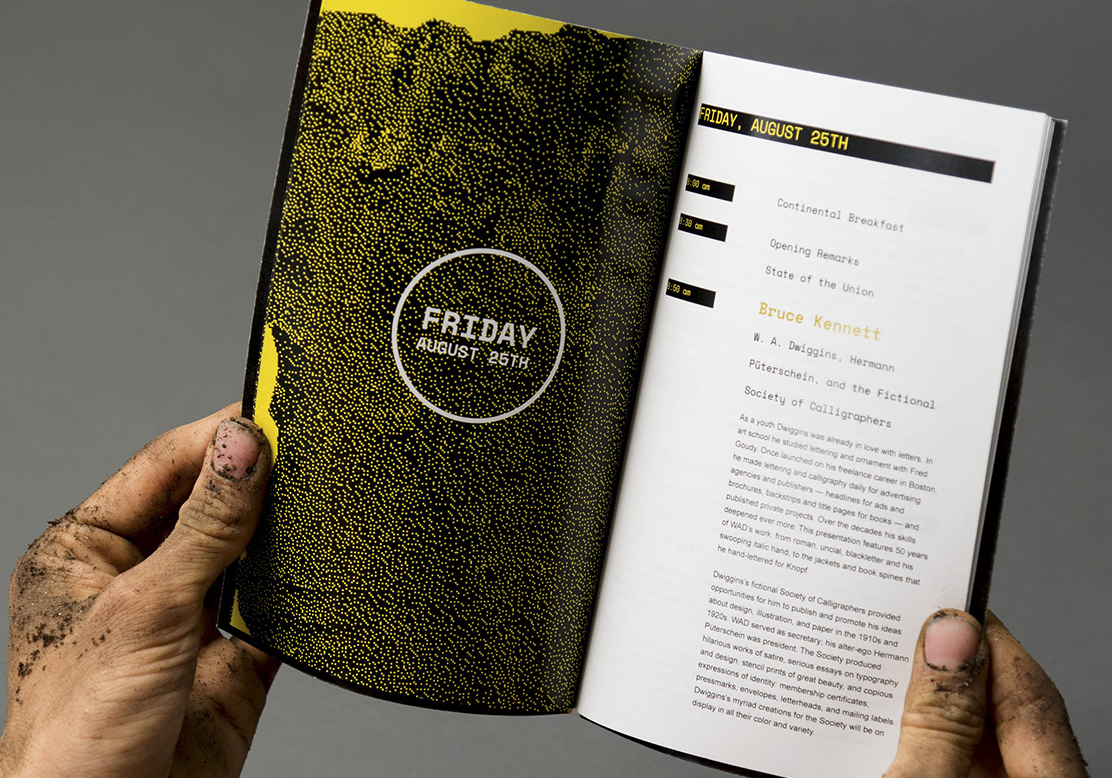 FRIDAY
AUGUST 25TH
FRIDAY, AUGUST 25TH
:00 am
Continental Breakfast
:30 am
Opening Remarks
State of the Union
:50 am
Bruce Kennett
W. A. Dwiggins, Hermann
Püterschein, and the Fictional
Society of Calligraphers
As a youth Dwiggins was already in love with letters. In
art school he studied lettering and ornament with Fred
Goudy. Once launched on his freelance career in Boston,
he made lettering and calligraphy daily for advertising
agencies and publishers — headlines for ads and
brochures, backstrips and title pages for books — and
published private projects. Over the decades his skills
deepened ever more. This presentation features 50 years
of WAD's work, from roman, uncial, blackletter and his
swooping italic hand, to the jackets and book spines that
he hand-lettered for Knopf.
Dwiggins's fictional Society of Calligraphers provided
opportunities for him to publish and promote his ideas
about design, illustration, and paper in the 1910s and
1920s. WAD served as secretary; his alter-ego Hermann
Püterschein was president. The Society produced
hilarious works of satire, serious essays on typography
and design, stencil prints of great beauty, and copious
expressions of identity: membership certificates,
pressmarks, envelopes, letterheads, and mailing labels.
Dwiggins's myriad creations for the Society will be on
display in all their color and variety.